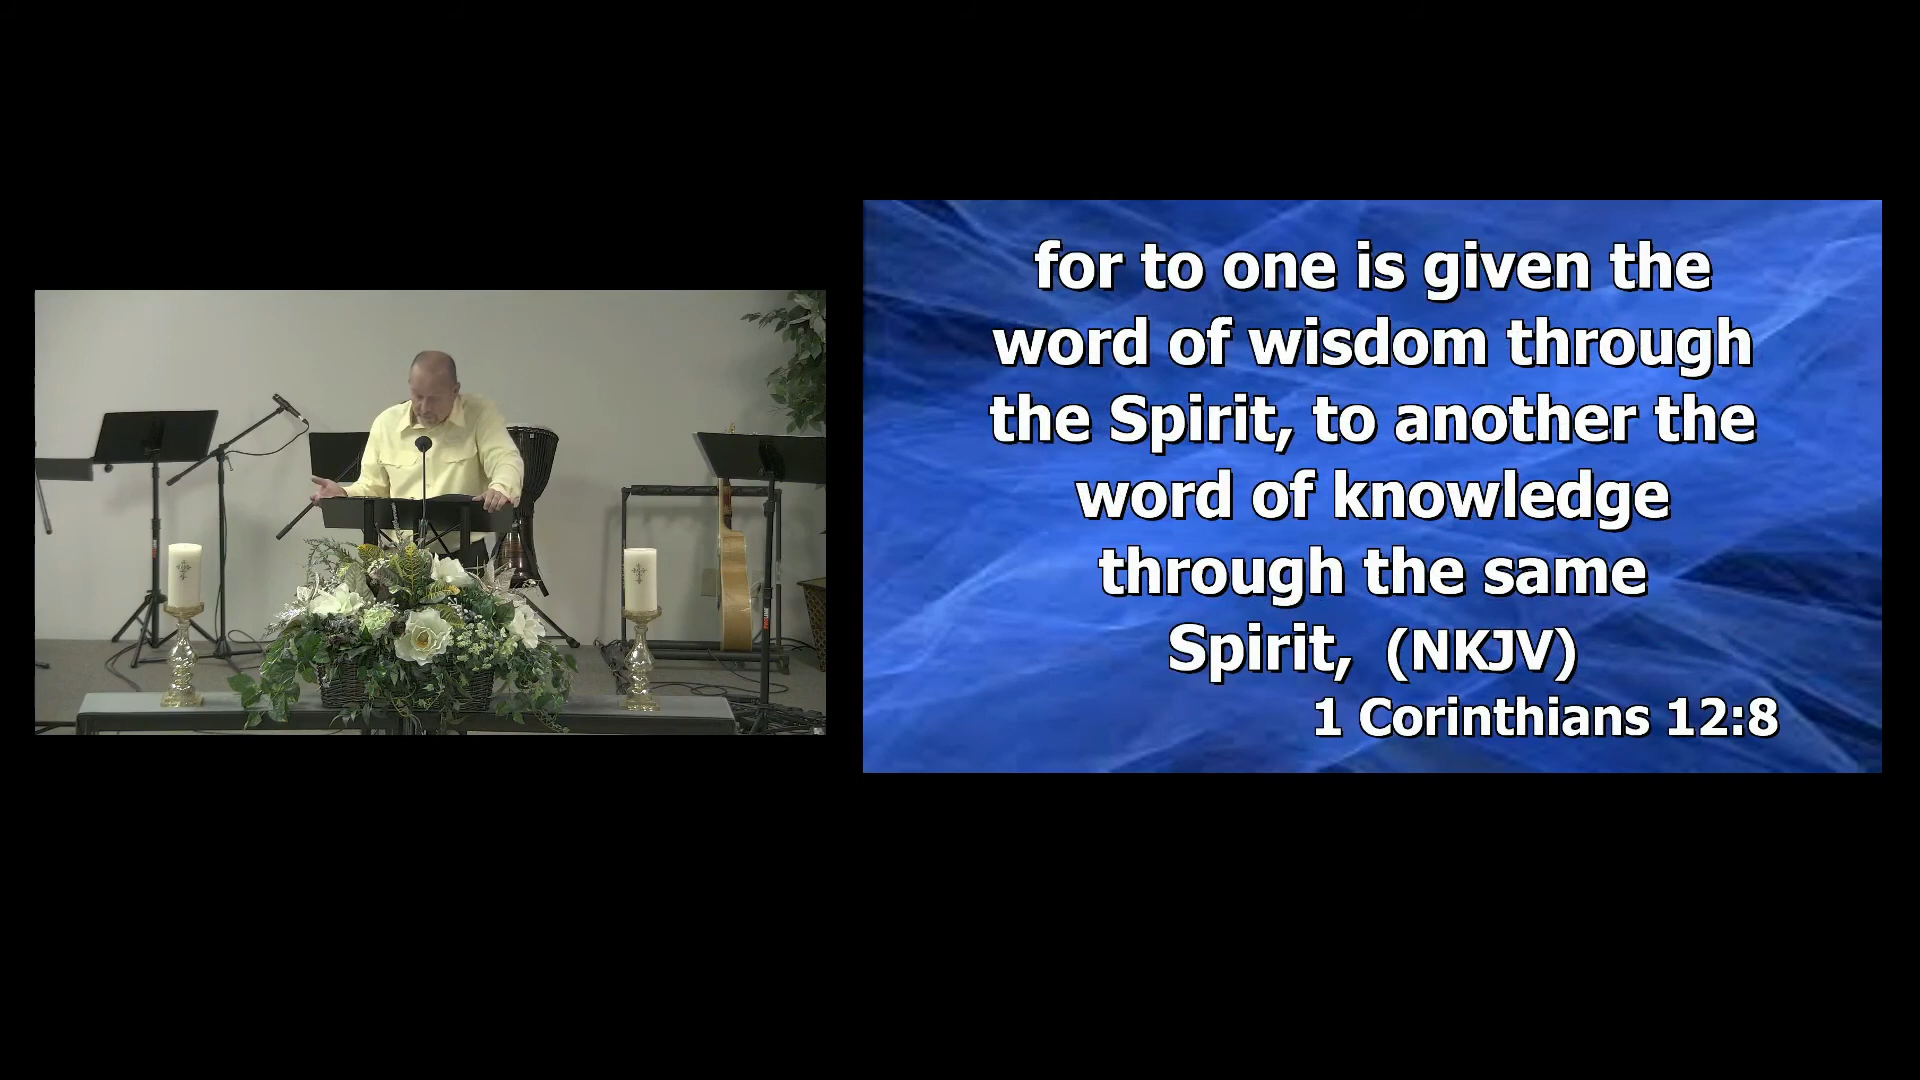 for to one is given the
word of wisdom through
the Spirit, to another the
word of knowledge
through the same
Spirit, (NKJV)
1 Corinthians 12:8